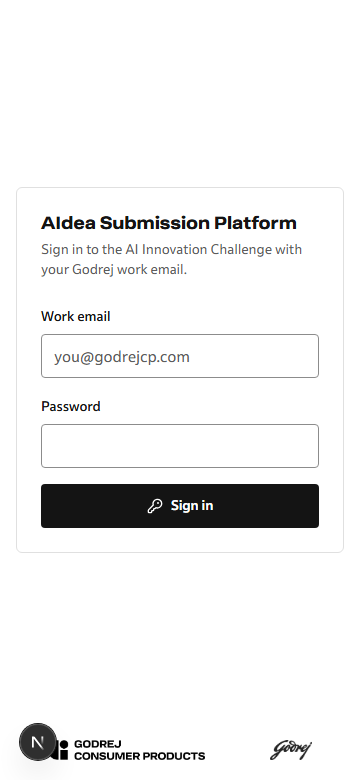 AIdea Submission Platform
Sign in to the AI Innovation Challenge with
your Godrej work email.
Work email
you@godrejcp.com
Password
Sign in
N
GODREJ
CONSUMER PRODUCTS
Godrej